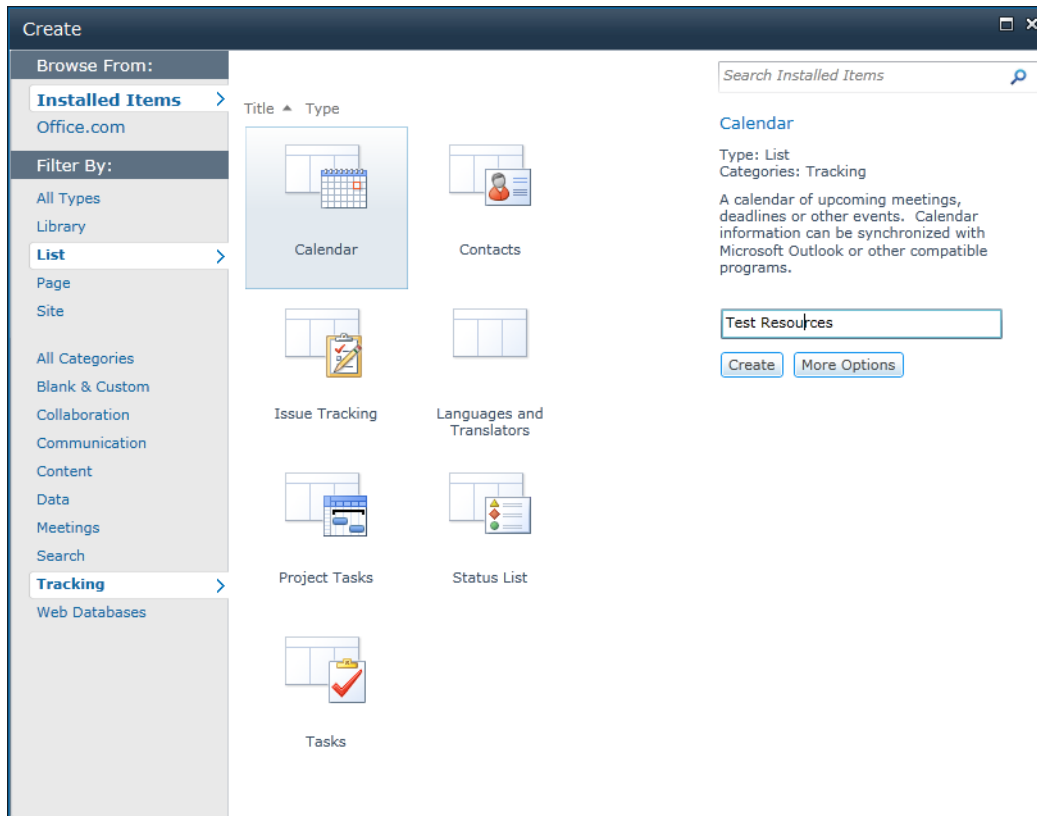 Create
Browse From:
Installed Items
Office.com
Filter By:
All Types
Library
List
Page
Site
All Categories
Blank & Custom
Collaboration
Communication
Content
Data
Meetings
Search
Tracking
Web Databases
Title Type
Calendar
Contacts
Issue Tracking
Languages and
Translators
Project Tasks
Status List
Tasks
Search Installed Items
Calendar
Type: List
Categories: Tracking
A calendar of upcoming meetings,
deadlines or other events. Calendar
information can be synchronized with
Microsoft Outlook or other compatible
programs.
Test Resources
Create
More Options